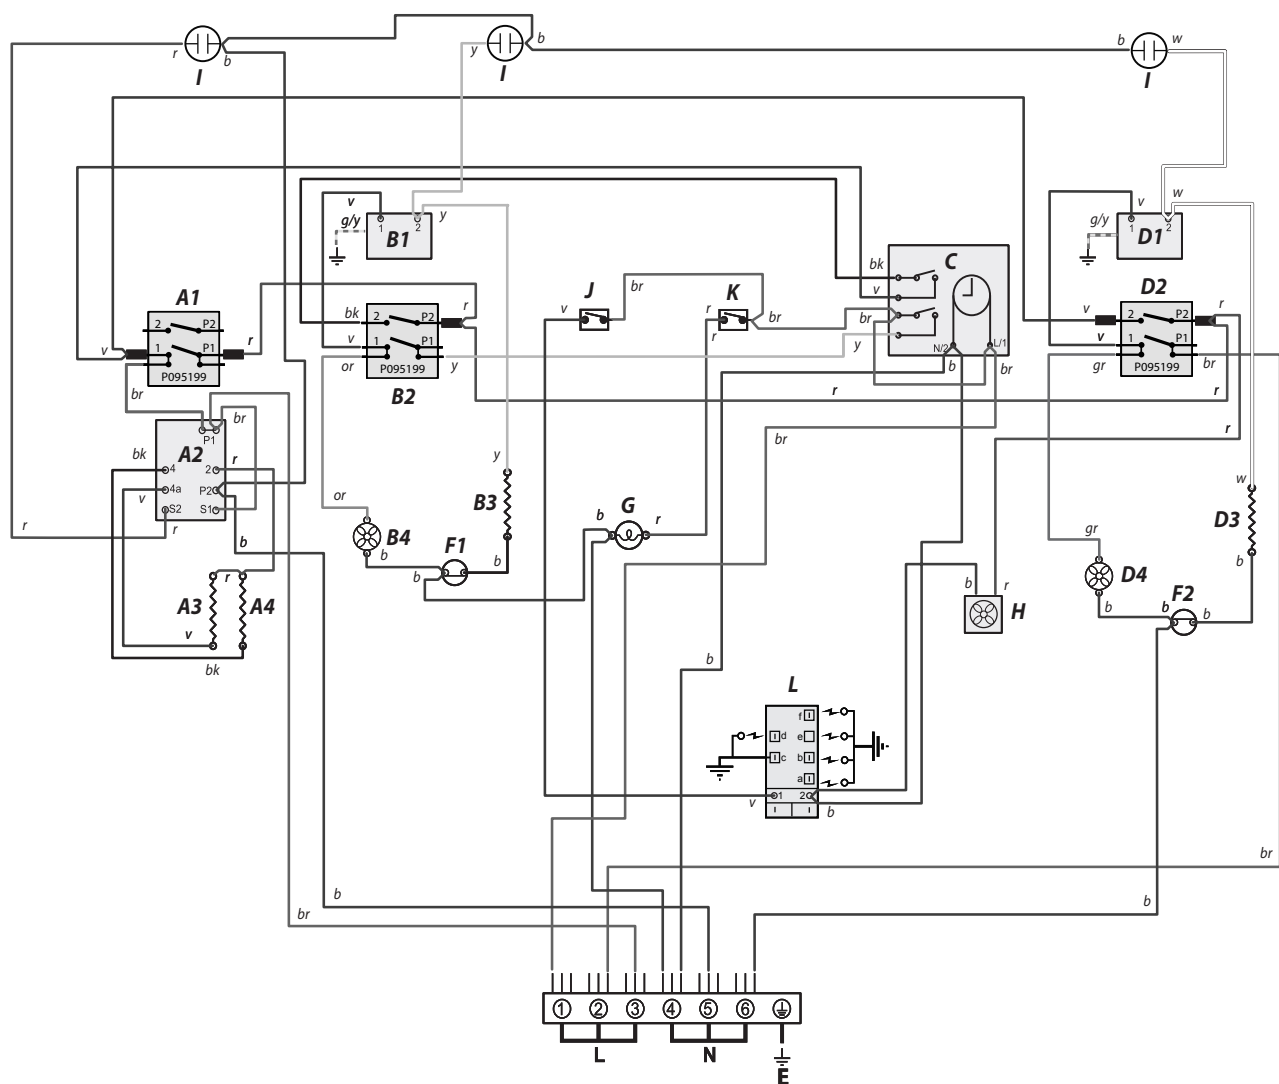 b w
r b
y b
I I I
v
g/y
y
1 2
B1
v w
g/y
1 2
D1
bk
C
v
br
y
N/2 L/1
b
br
A1
2 P2
1 P1
P095199
v r
br
J
v
br
K
r
r
br
bk
r
2 P2
v
1 P1
or
P095199
y
B2
D2
v
2 P2
r
v
1 P1
gr
P095199
br
r
br
r
P1
br
A2
bk
4 2 r
v
4a P2
S2 S1
r
r
b
r
A3 A4
v
bk
or
B4
b
F1
b
b
y
B3
b G r
b r
H
w
D3
gr
D4
b
b F2
b
b
b
L
f
d e
c b
a
1 2
v
b
br
b
br
b
1 2 3 4 5 6
L N
E